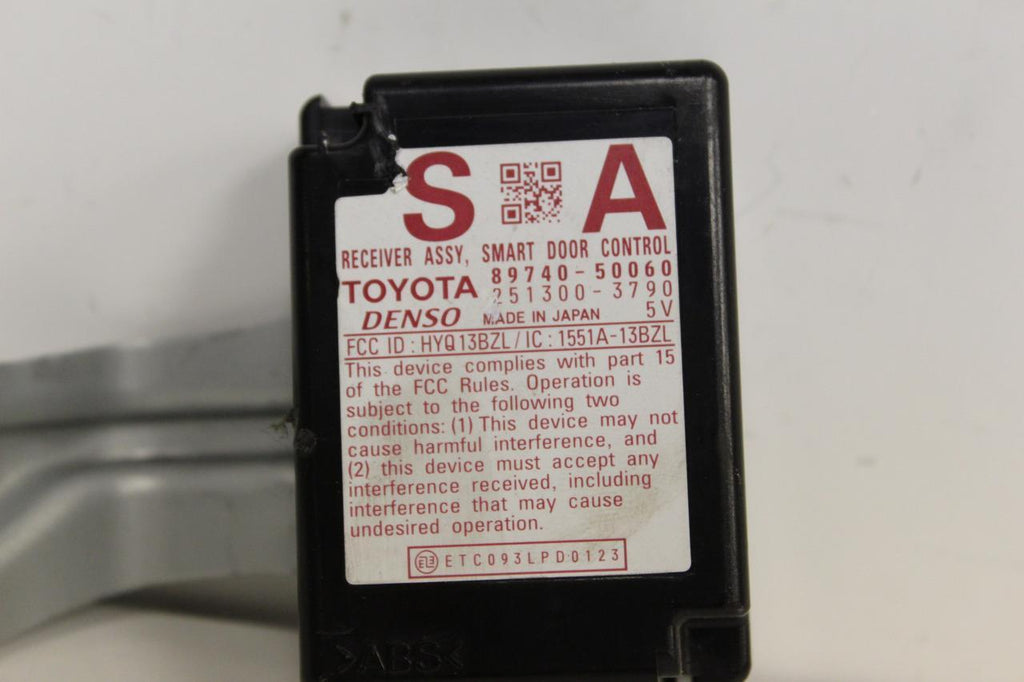 S A
RECEIVER ASSY, SMART DOOR CONTROL
TOYOTA 89740-50060
251300-3790
DENSO MADE IN JAPAN 5V
FCC ID : HYQ13BZL / IC : 1551A-13BZL
This device complies with part 15
of the FCC Rules. Operation is
subject to the following two
conditions: (1) This device may not
cause harmful interference, and
(2) this device must accept any
interference received, including
interference that may cause
undesired operation.
ETC093LPD0123
>ABS<